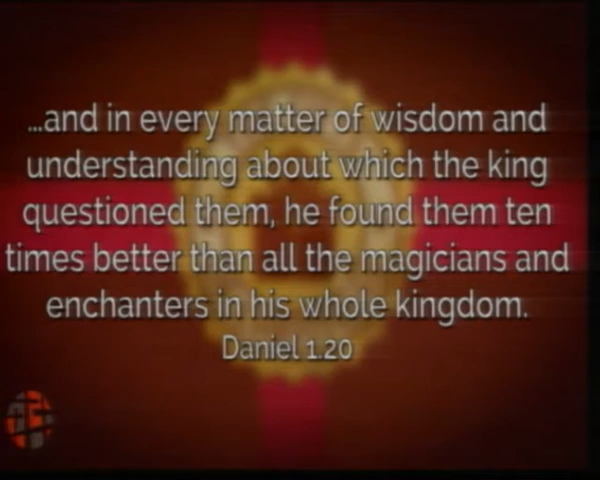 ...and in every matter of wisdom and
understanding about which the king
questioned them, he found them ten
times better than all the magicians and
enchanters in his whole kingdom.
Daniel 1.20